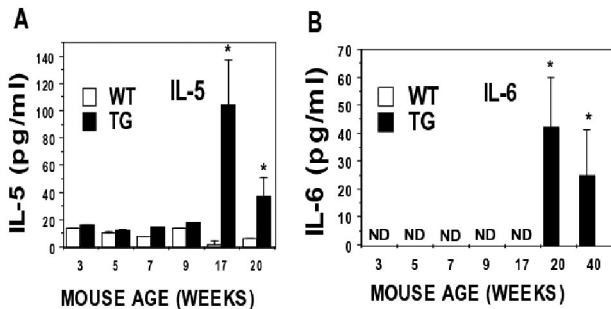 A
IL-5 (pg/ml)
140
120
100
80
60
40
20
0
WT
TG
IL-5
*
*
3 5 7 9 17 20
MOUSE AGE (WEEKS)
B
IL-6 (pg/ml)
70
60
50
40
30
20
10
0
WT
TG
IL-6
*
*
ND ND ND ND ND
3 5 7 9 17 20 40
MOUSE AGE (WEEKS)